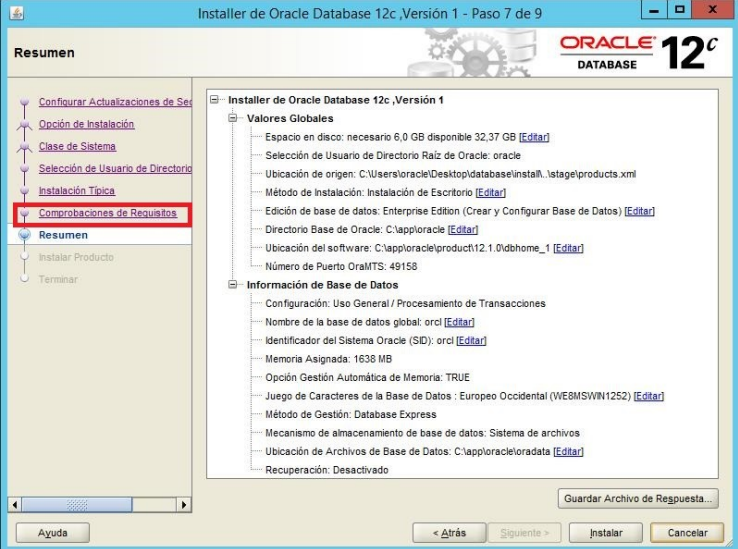 Installer de Oracle Database 12c ,Versión 1 - Paso 7 de 9
Resumen
ORACLE
DATABASE
12c
Configurar Actualizaciones de Sec
Opción de Instalación
Clase de Sistema
Selección de Usuario de Directorio
Instalación Típica
Comprobaciones de Requisitos
Resumen
Instalar Producto
Terminar
Installer de Oracle Database 12c ,Versión 1
Valores Globales
Espacio en disco: necesario 6,0 GB disponible 32,37 GB [Editar]
Selección de Usuario de Directorio Raíz de Oracle: oracle
Ubicación de origen: C:\Users\oracle\Desktop\database\install\..\stage\products.xml
Método de Instalación: Instalación de Escritorio [Editar]
Edición de base de datos: Enterprise Edition (Crear y Configurar Base de Datos) [Editar]
Directorio Base de Oracle: C:\app\oracle [Editar]
Ubicación del software: C:\app\oracle\product\12.1.0\dbhome_1 [Editar]
Número de Puerto OraMTS: 49158
Información de Base de Datos
Configuración: Uso General / Procesamiento de Transacciones
Nombre de la base de datos global: orcl [Editar]
Identificador del Sistema Oracle (SID): orcl [Editar]
Memoria Asignada: 1638 MB
Opción Gestión Automática de Memoria: TRUE
Juego de Caracteres de la Base de Datos : Europeo Occidental (WE8MSWIN1252) [Editar]
Método de Gestión: Database Express
Mecanismo de almacenamiento de base de datos: Sistema de archivos
Ubicación de Archivos de Base de Datos: C:\app\oracle\oradata [Editar]
Recuperación: Desactivado
Guardar Archivo de Respuesta...
Ayuda
< Atrás
Siguiente >
Instalar
Cancelar